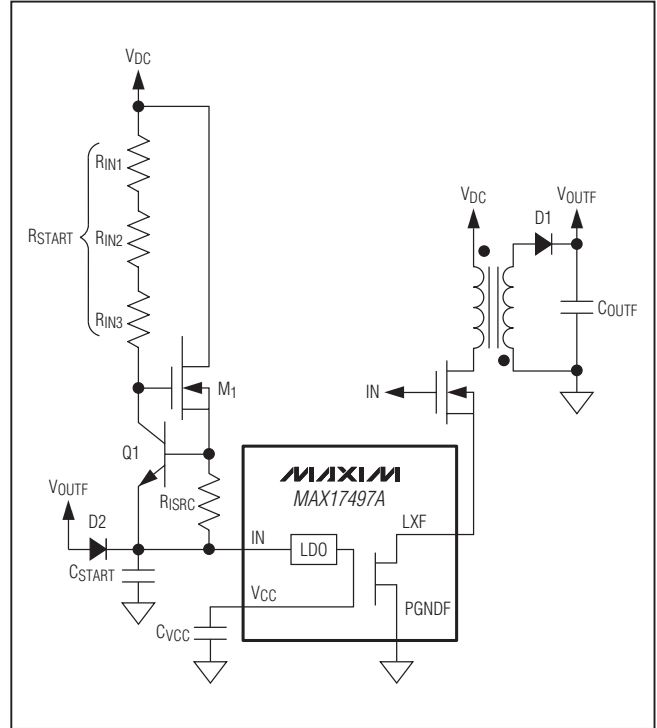 VDC
RIN1
RSTART
RIN2
RIN3
M1
Q1
VOUTF
D2
CSTART
RISRC
IN
VCC
CVCC
MAXIM
MAX17497A
LDO
LXF
PGNDF
IN
VDC
D1
VOUTF
COUTF